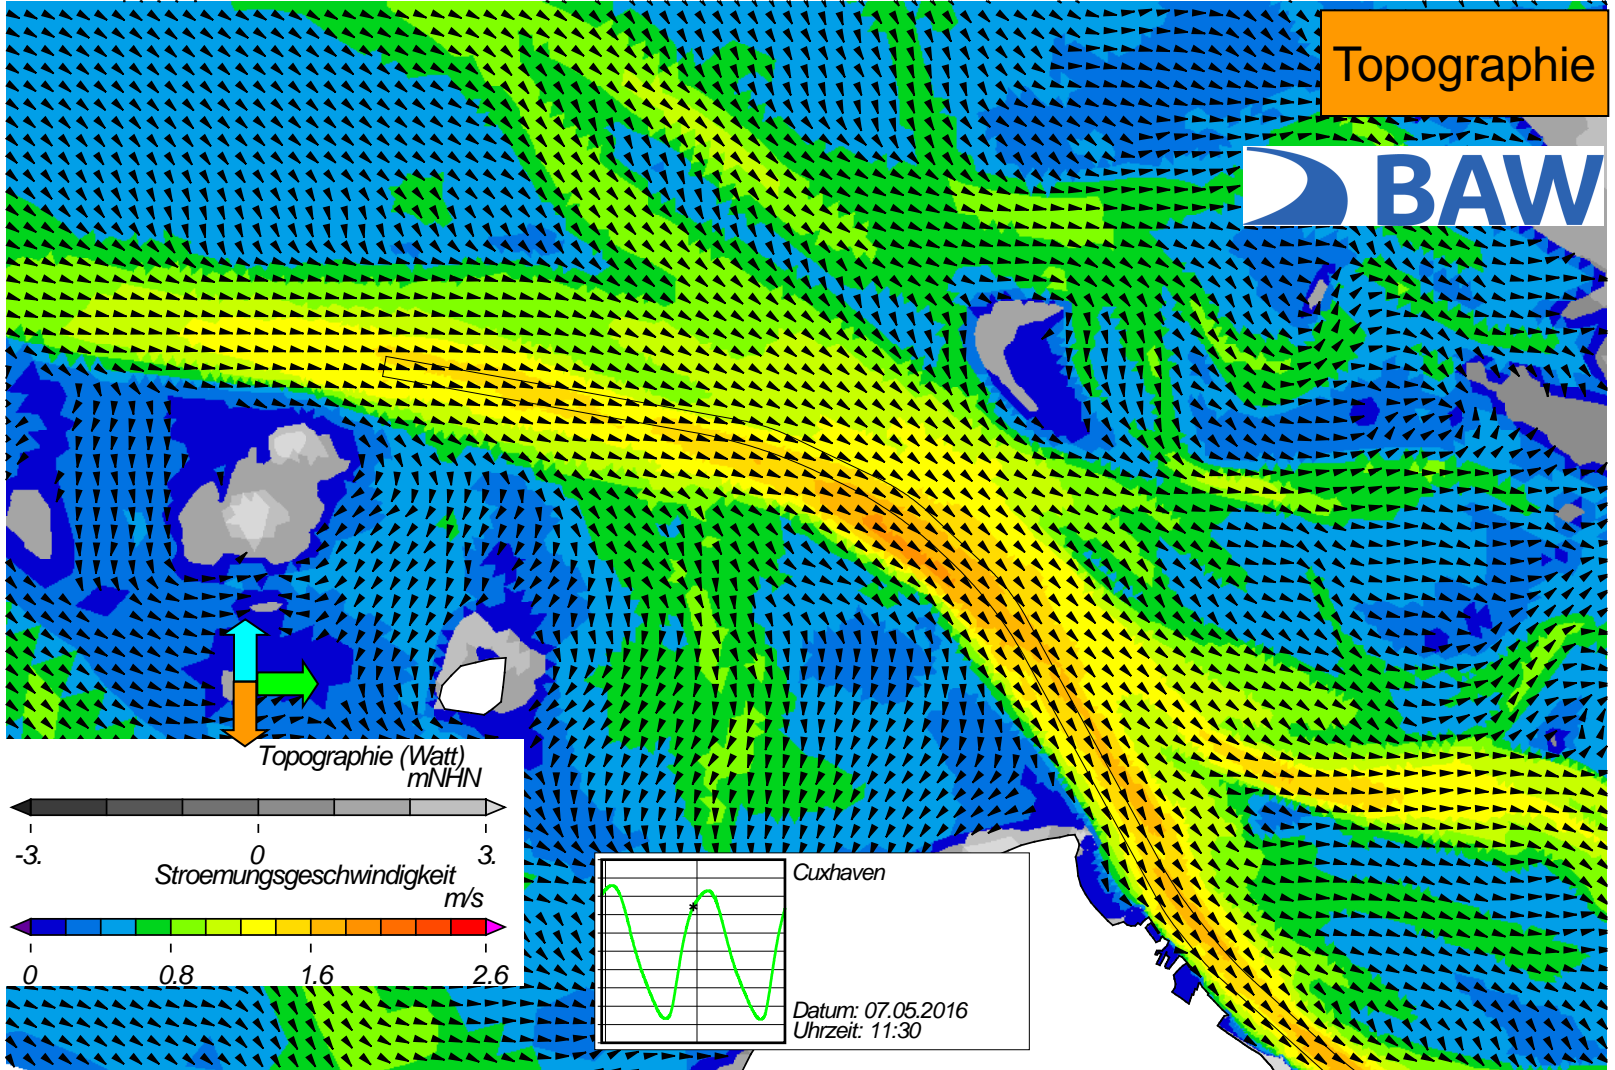 Topographie
BAW
Topographie (Watt)
mNHN
-3. 0 3.
Stroemungsgeschwindigkeit
m/s
0 0.8 1.6 2.6
Cuxhaven
Datum: 07.05.2016
Uhrzeit: 11:30